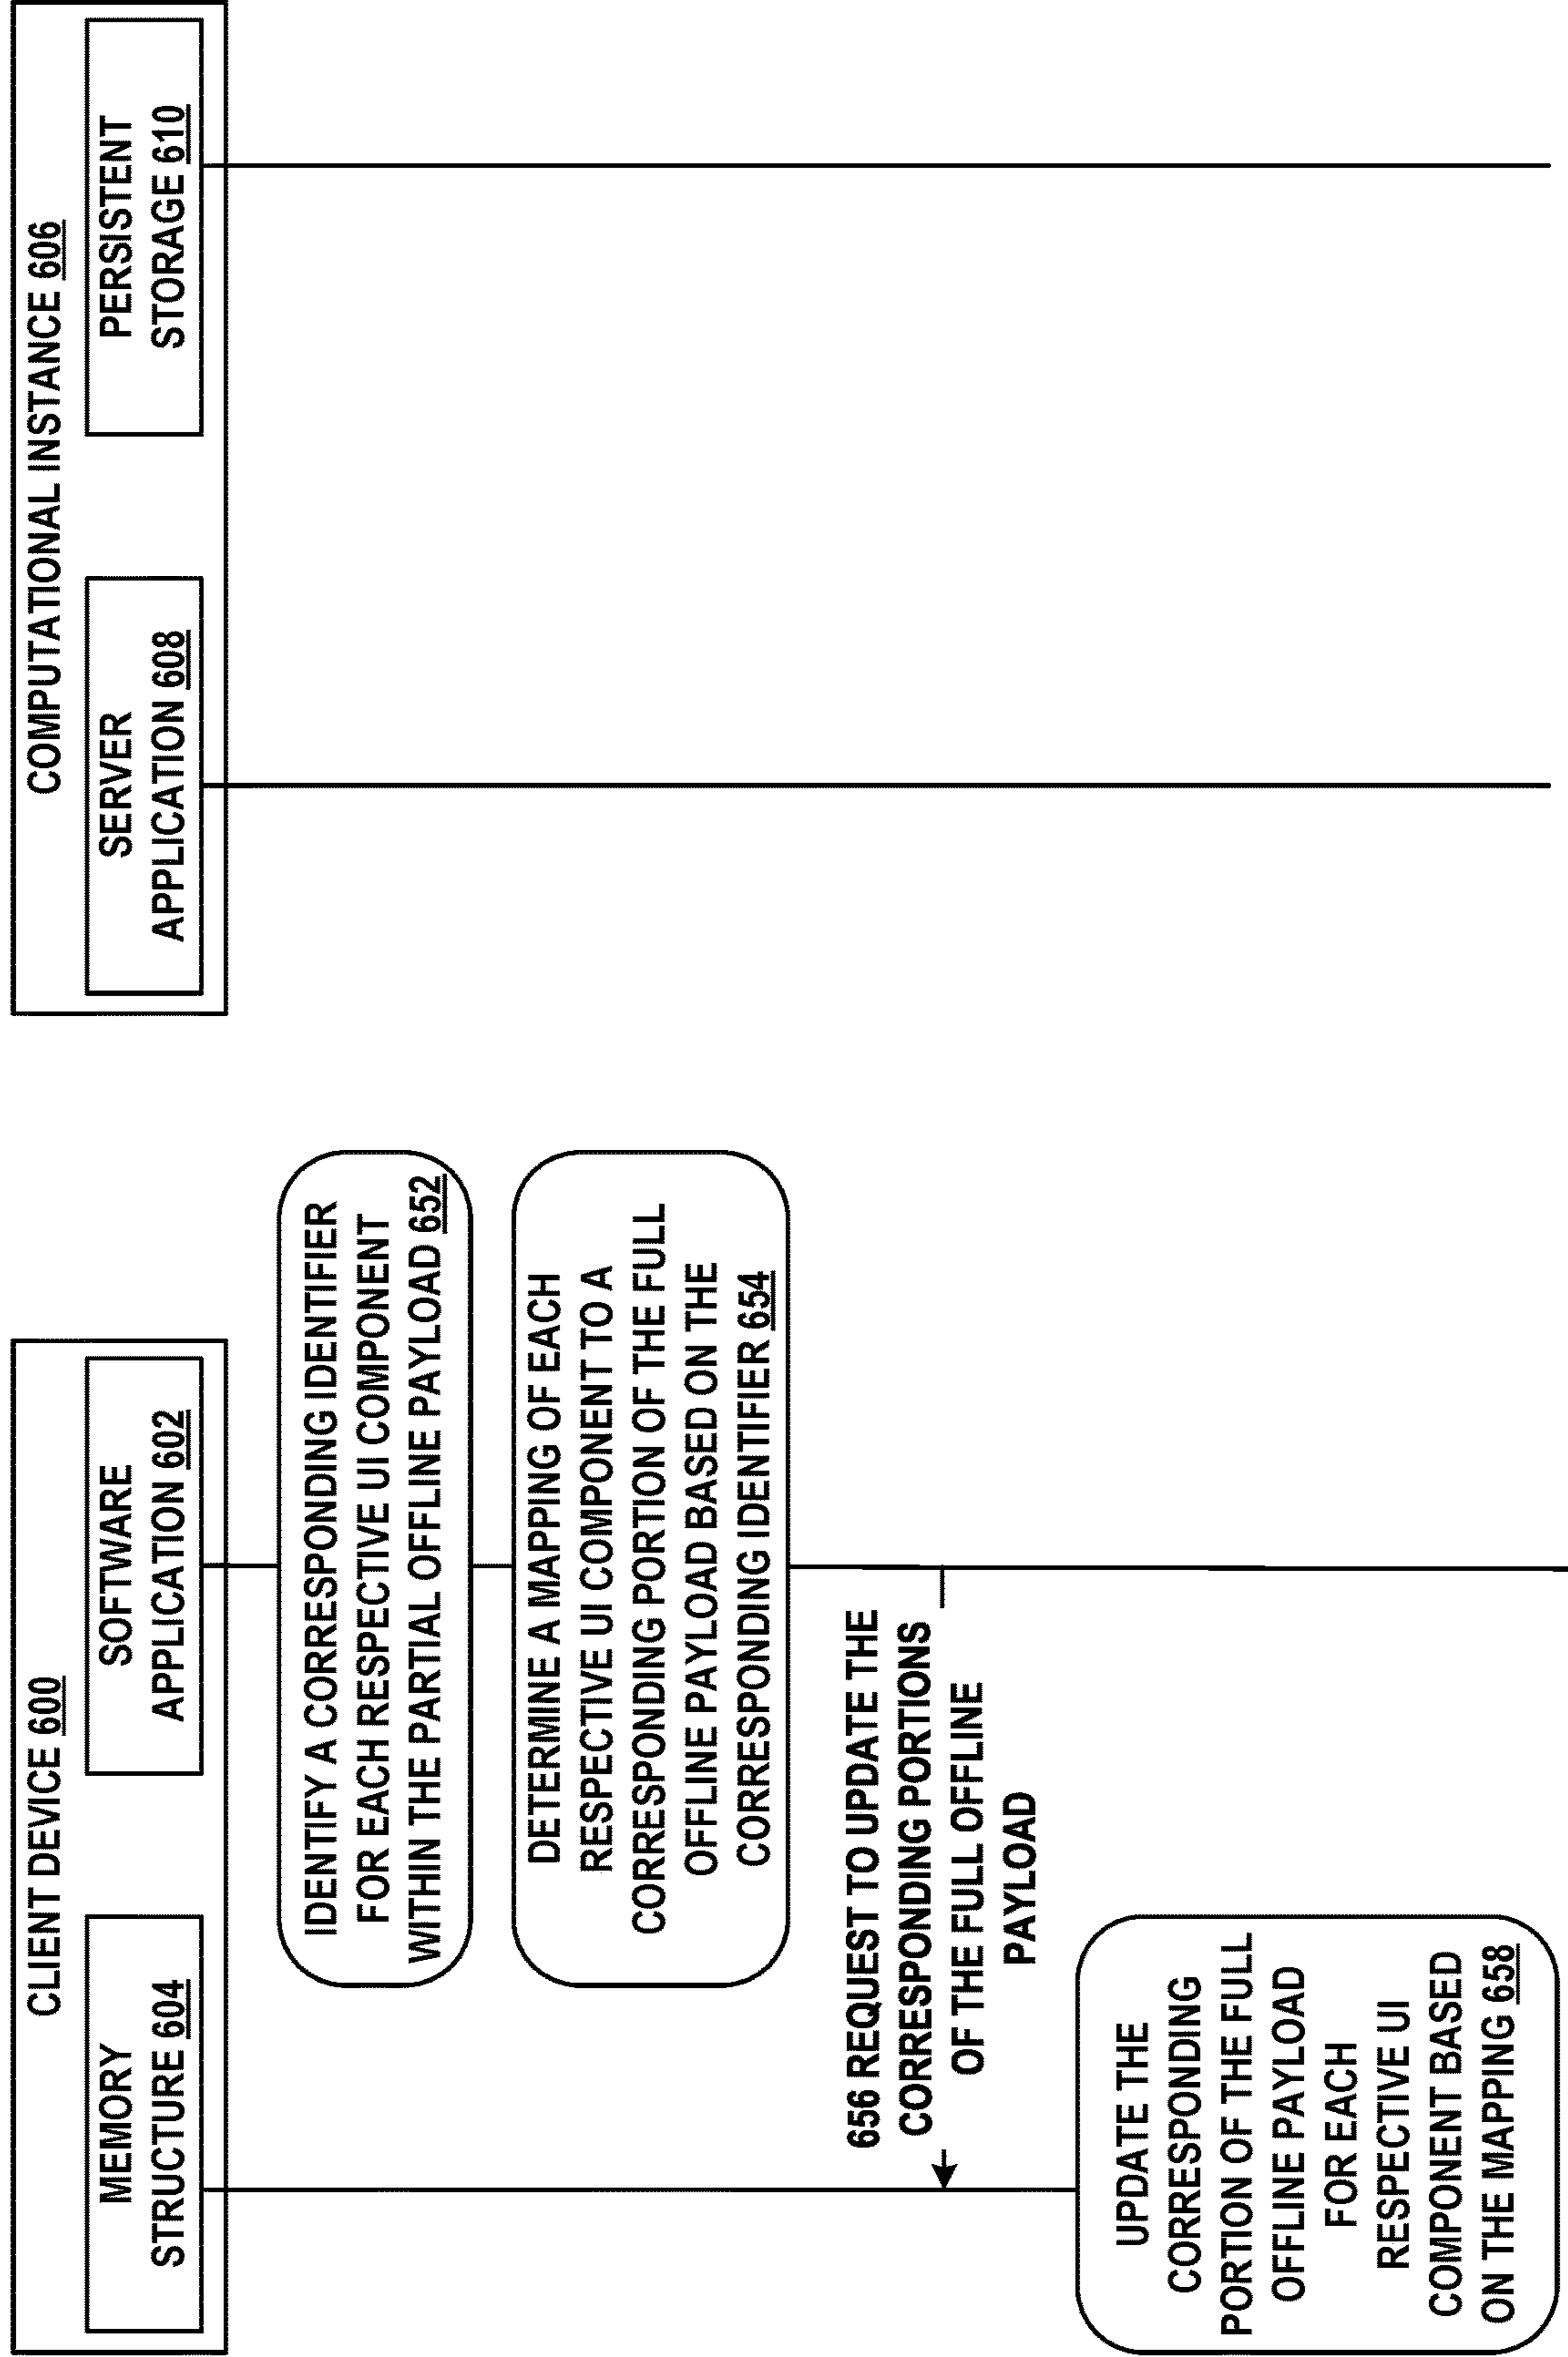 CLIENT DEVICE 600
MEMORY
STRUCTURE 604
SOFTWARE
APPLICATION 602
COMPUTATIONAL INSTANCE 606
SERVER
APPLICATION 608
PERSISTENT
STORAGE 610
IDENTIFY A CORRESPONDING IDENTIFIER
FOR EACH RESPECTIVE UI COMPONENT
WITHIN THE PARTIAL OFFLINE PAYLOAD 652
DETERMINE A MAPPING OF EACH
RESPECTIVE UI COMPONENT TO A
CORRESPONDING PORTION OF THE FULL
OFFLINE PAYLOAD BASED ON THE
CORRESPONDING IDENTIFIER 654
656 REQUEST TO UPDATE THE
CORRESPONDING PORTIONS
OF THE FULL OFFLINE
PAYLOAD
UPDATE THE
CORRESPONDING
PORTION OF THE FULL
OFFLINE PAYLOAD
FOR EACH
RESPECTIVE UI
COMPONENT BASED
ON THE MAPPING 658